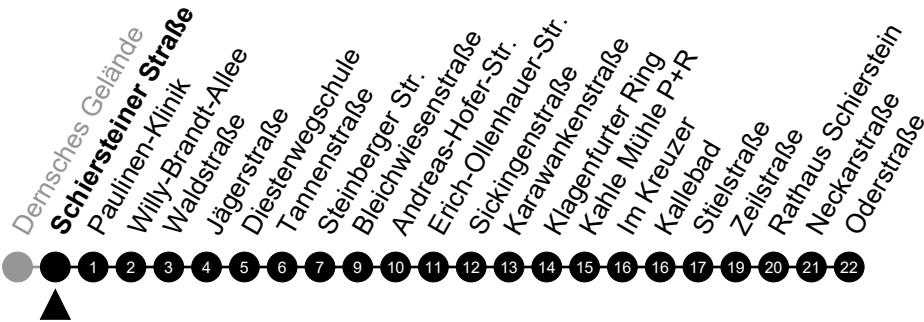 Dernsches Gelände
Schiersteiner Straße
Paulinen-Klinik
Willy-Brandt-Allee
Waldstraße
Jägerstraße
Diesterwegschule
Tannenstraße
Steinberger Str.
Bleichwiesenstraße
Andreas-Hofer-Str.
Erich-Ollenhauer-Str.
Sickingenstraße
Karawankenstraße
Klagenfurter Ring
Kahle Mühle P+R
Im Kreuzer
Kallebad
Stielstraße
Zeilstraße
Rathaus Schierstein
Neckarstraße
Oderstraße
1 2 3 4 5 6 7 9 10 11 12 13 14 15 16 16 17 19 20 21 22